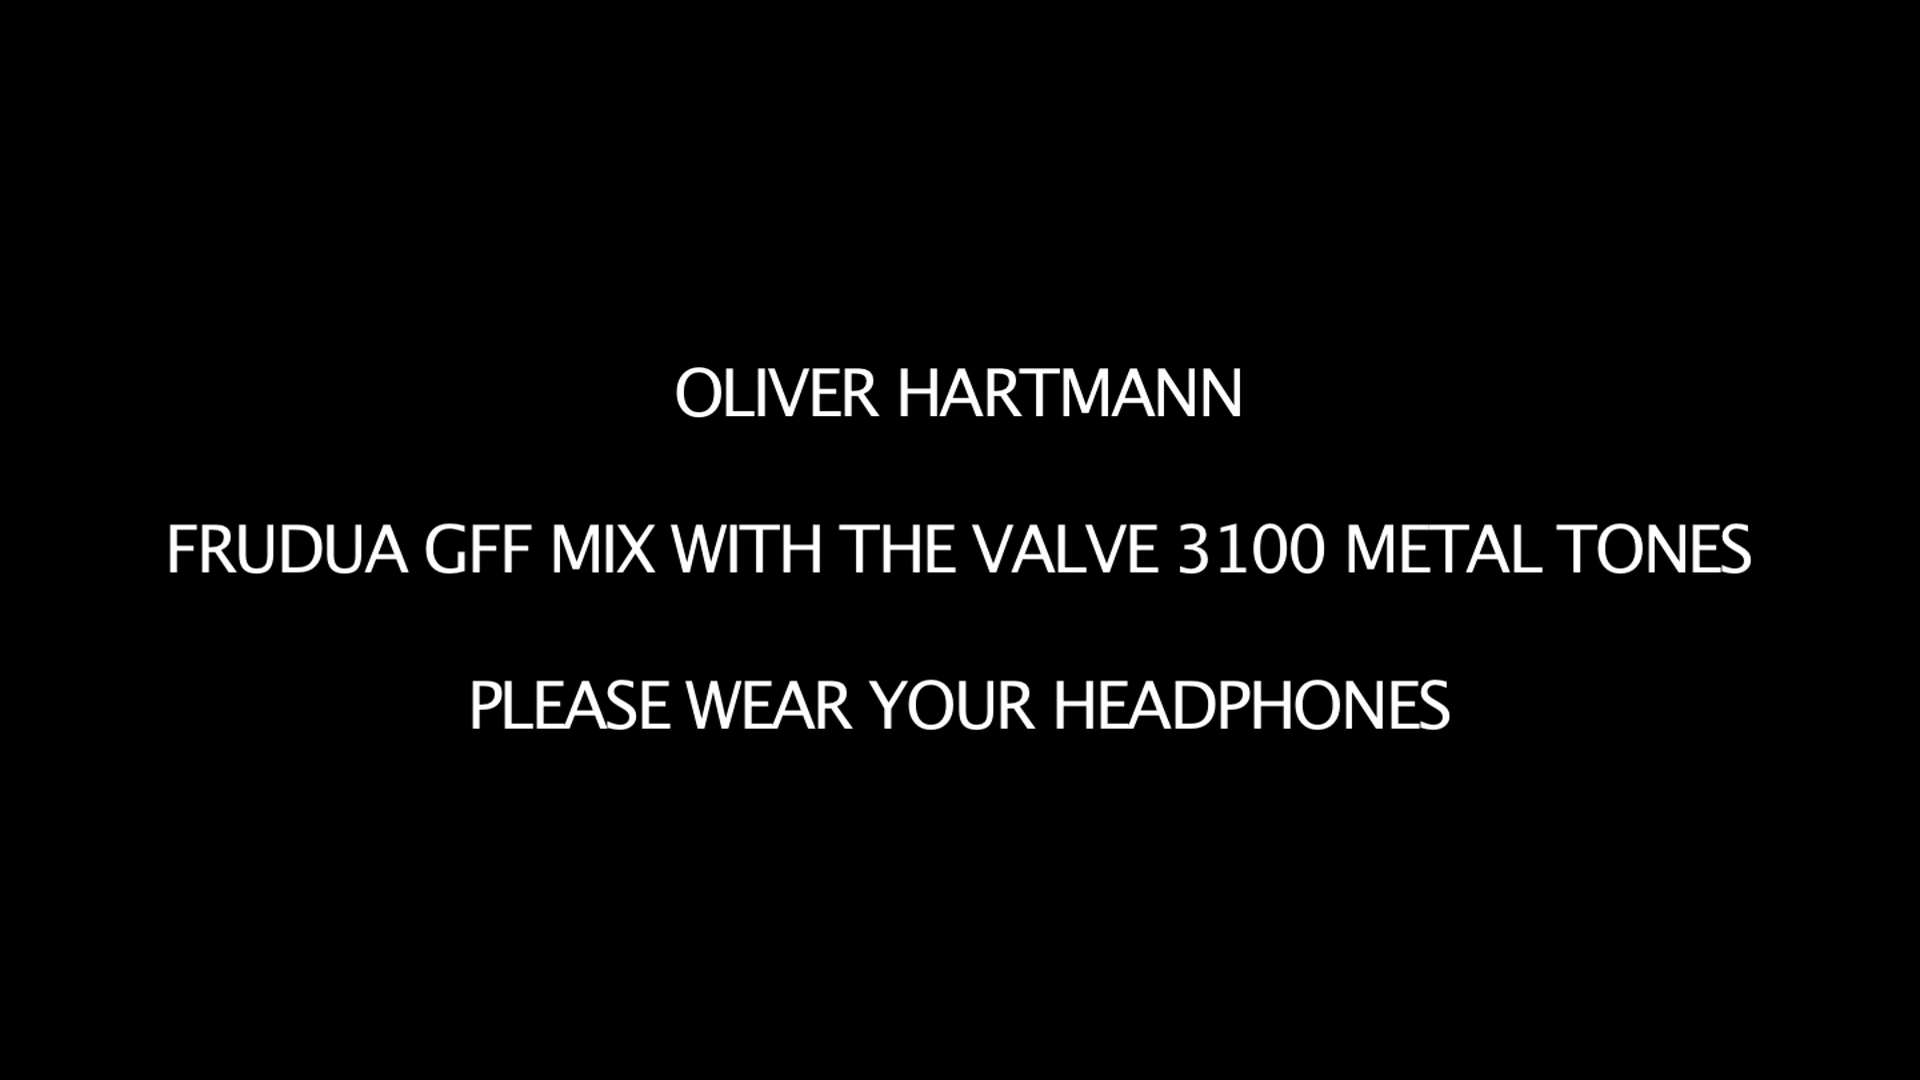 OLIVER HARTMANN
FRUDUA GFF MIX WITH THE VALVE 3100 METAL TONES
PLEASE WEAR YOUR HEADPHONES